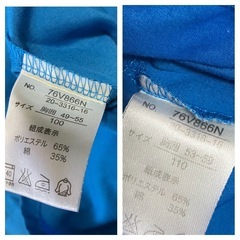 NO. 76V866N
20-3316-16
サイズ 胸囲 49-55
100
組成表示
ポリエステル 65%
綿 35%
NO. 76V866N
サイズ 胸囲 53-59
110
組成表示
ポリエステル 65%
綿 35%